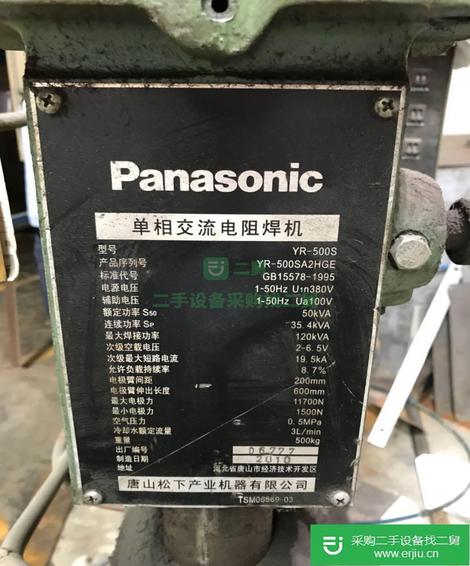 Panasonic
单相交流电阻焊机
型号 YR-500S
产品序列号 YR-500SA2HGE
标准代号 GB15578-1995
电源电压 1-50Hz U1n380V
辅助电压 1-50Hz Ua100V
额定功率 S50 50kVA
连续功率 SP 35.4kVA
最大焊接功率 120kVA
次级空载电压 2-6.5V
次级最大短路电流 19.5kA
允许负载持续率 8.7%
电极臂间距 200mm
电极臂伸出长度 600mm
最大电极力 11700N
最小电极力 1500N
空气压力 0.5MPa
冷却水额定流量 3L/min
重量 500kg
出厂编号 06777
制造日期 2010
地址 河北省唐山市经济技术开发区
唐山松下产业机器有限公司
TSM06869-03
二舅
二手设备采购
采购二手设备找二舅
www.erjiu.cn